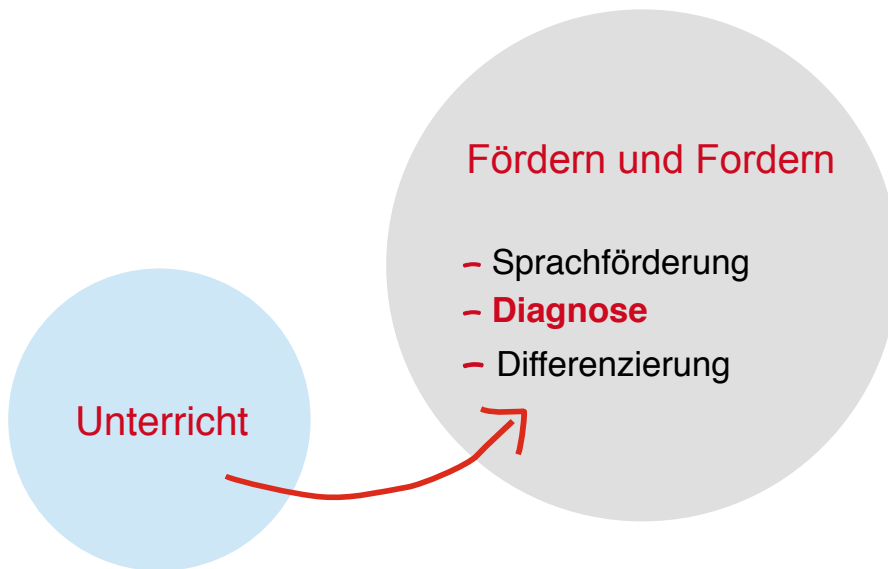 Fördern und Fordern
- Sprachförderung
- Diagnose
- Differenzierung
Unterricht